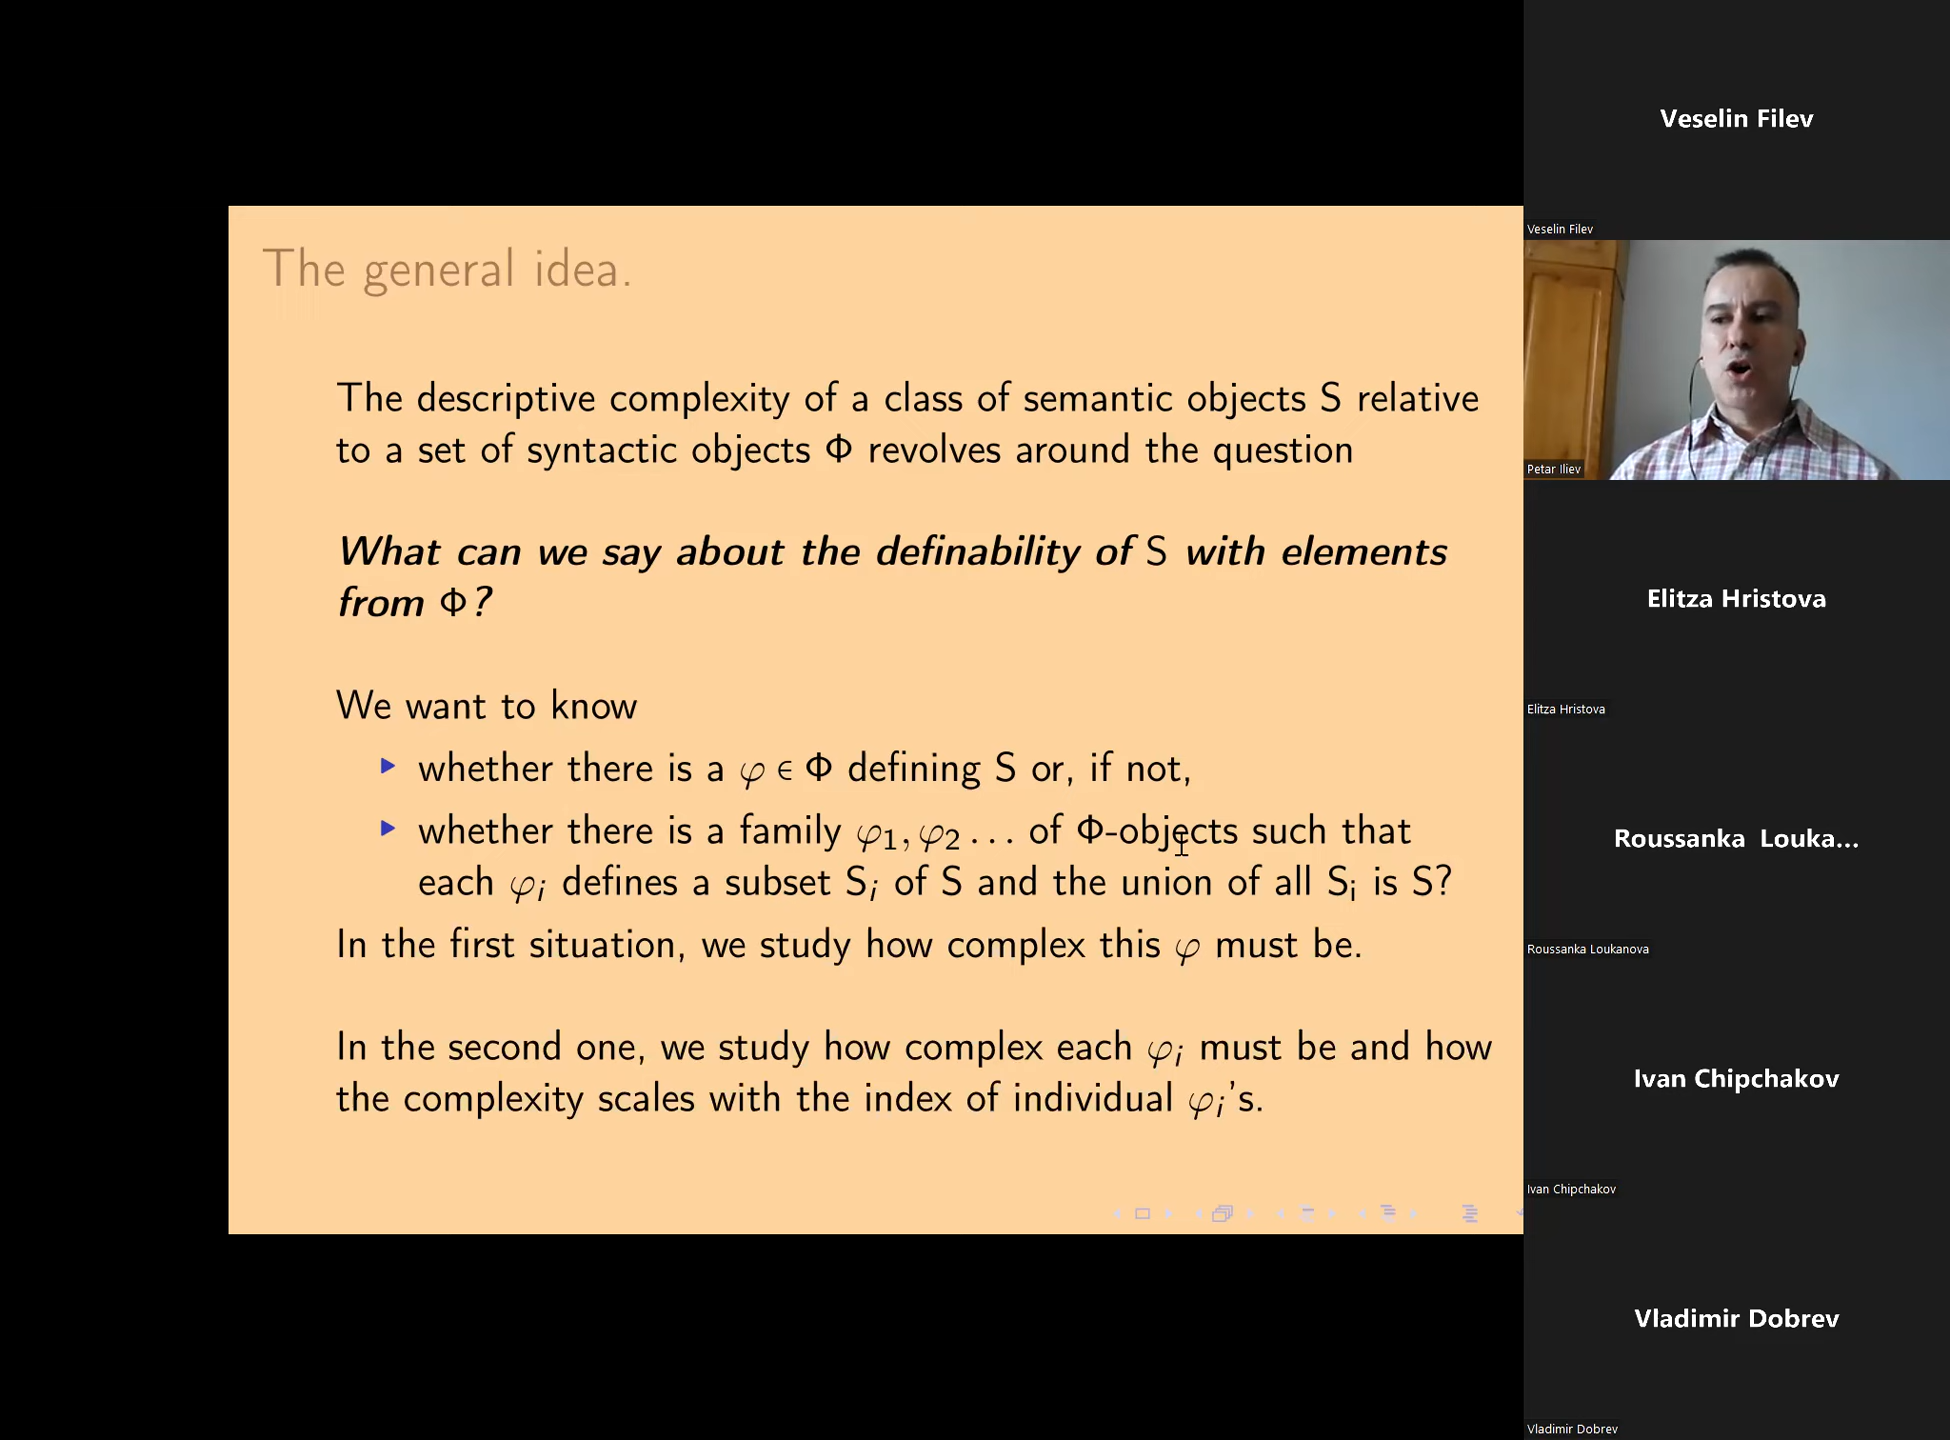 The general idea.
The descriptive complexity of a class of semantic objects S relative
to a set of syntactic objects Φ revolves around the question
What can we say about the definability of S with elements
from Φ?
We want to know
▶ whether there is a φ ∈ Φ defining S or, if not,
▶ whether there is a family φ₁, φ₂ … of Φ-objects such that
each φᵢ defines a subset Sᵢ of S and the union of all Sᵢ is S?
In the first situation, we study how complex this φ must be.
In the second one, we study how complex each φᵢ must be and how
the complexity scales with the index of individual φᵢ's.
Veselin Filev
Veselin Filev
Petar Iliev
Elitza Hristova
Elitza Hristova
Roussanka Louka...
Roussanka Loukanova
Ivan Chipchakov
Ivan Chipchakov
Vladimir Dobrev
Vladimir Dobrev